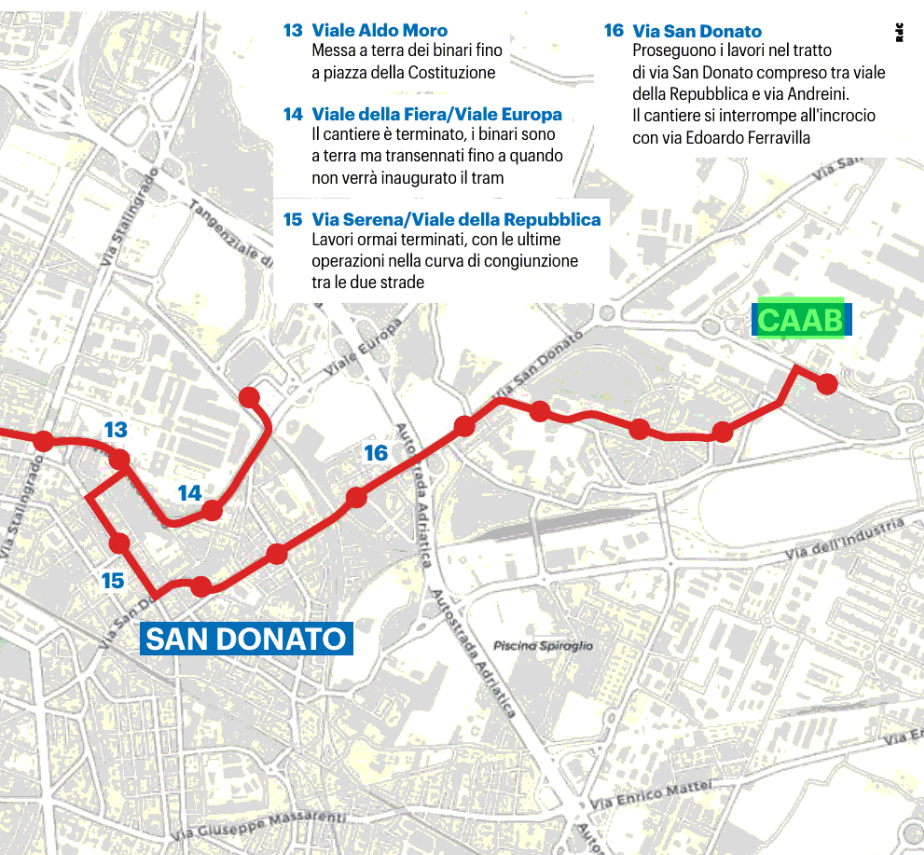 13 Viale Aldo Moro
Messa a terra dei binari fino
a piazza della Costituzione
14 Viale della Fiera/Viale Europa
Il cantiere è terminato, i binari sono
a terra ma transennati fino a quando
non verrà inaugurato il tram
15 Via Serena/Viale della Repubblica
Lavori ormai terminati, con le ultime
operazioni nella curva di congiunzione
tra le due strade
16 Via San Donato
Proseguono i lavori nel tratto
di via San Donato compreso tra viale
della Repubblica e via Andreini.
Il cantiere si interrompe all'incrocio
con via Edoardo Ferravilla
RdC
Via Stalingrado
Tangenziale di
Via San
CAAB
Viale Europa
Via San Donato
13
16
14
15
Via Stalingrado
Autostrada Adriatica
Via dell'Industria
Via San Do
SAN DONATO
Autostrada Adriatica
Piscina Spiraglio
Via En
Via Enrico Mattei
Via Giuseppe Massarenti
Auto